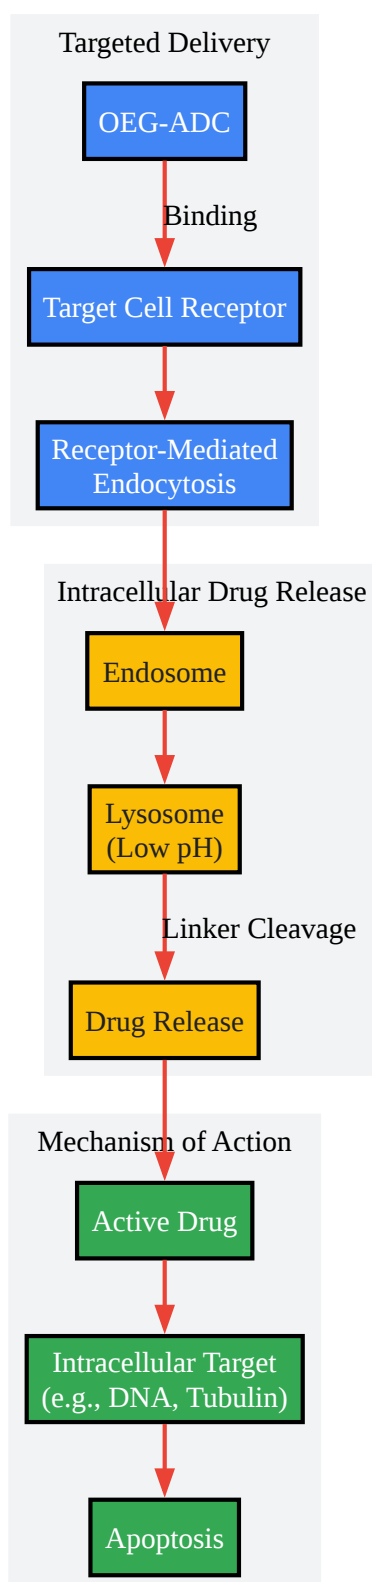 Targeted Delivery
OEG-ADC
Binding
Target Cell Receptor
Receptor-Mediated
Endocytosis
Intracellular Drug Release
Endosome
Lysosome
(Low pH)
Linker Cleavage
Drug Release
Mechanism of Action
Active Drug
Intracellular Target
(e.g., DNA, Tubulin)
Apoptosis